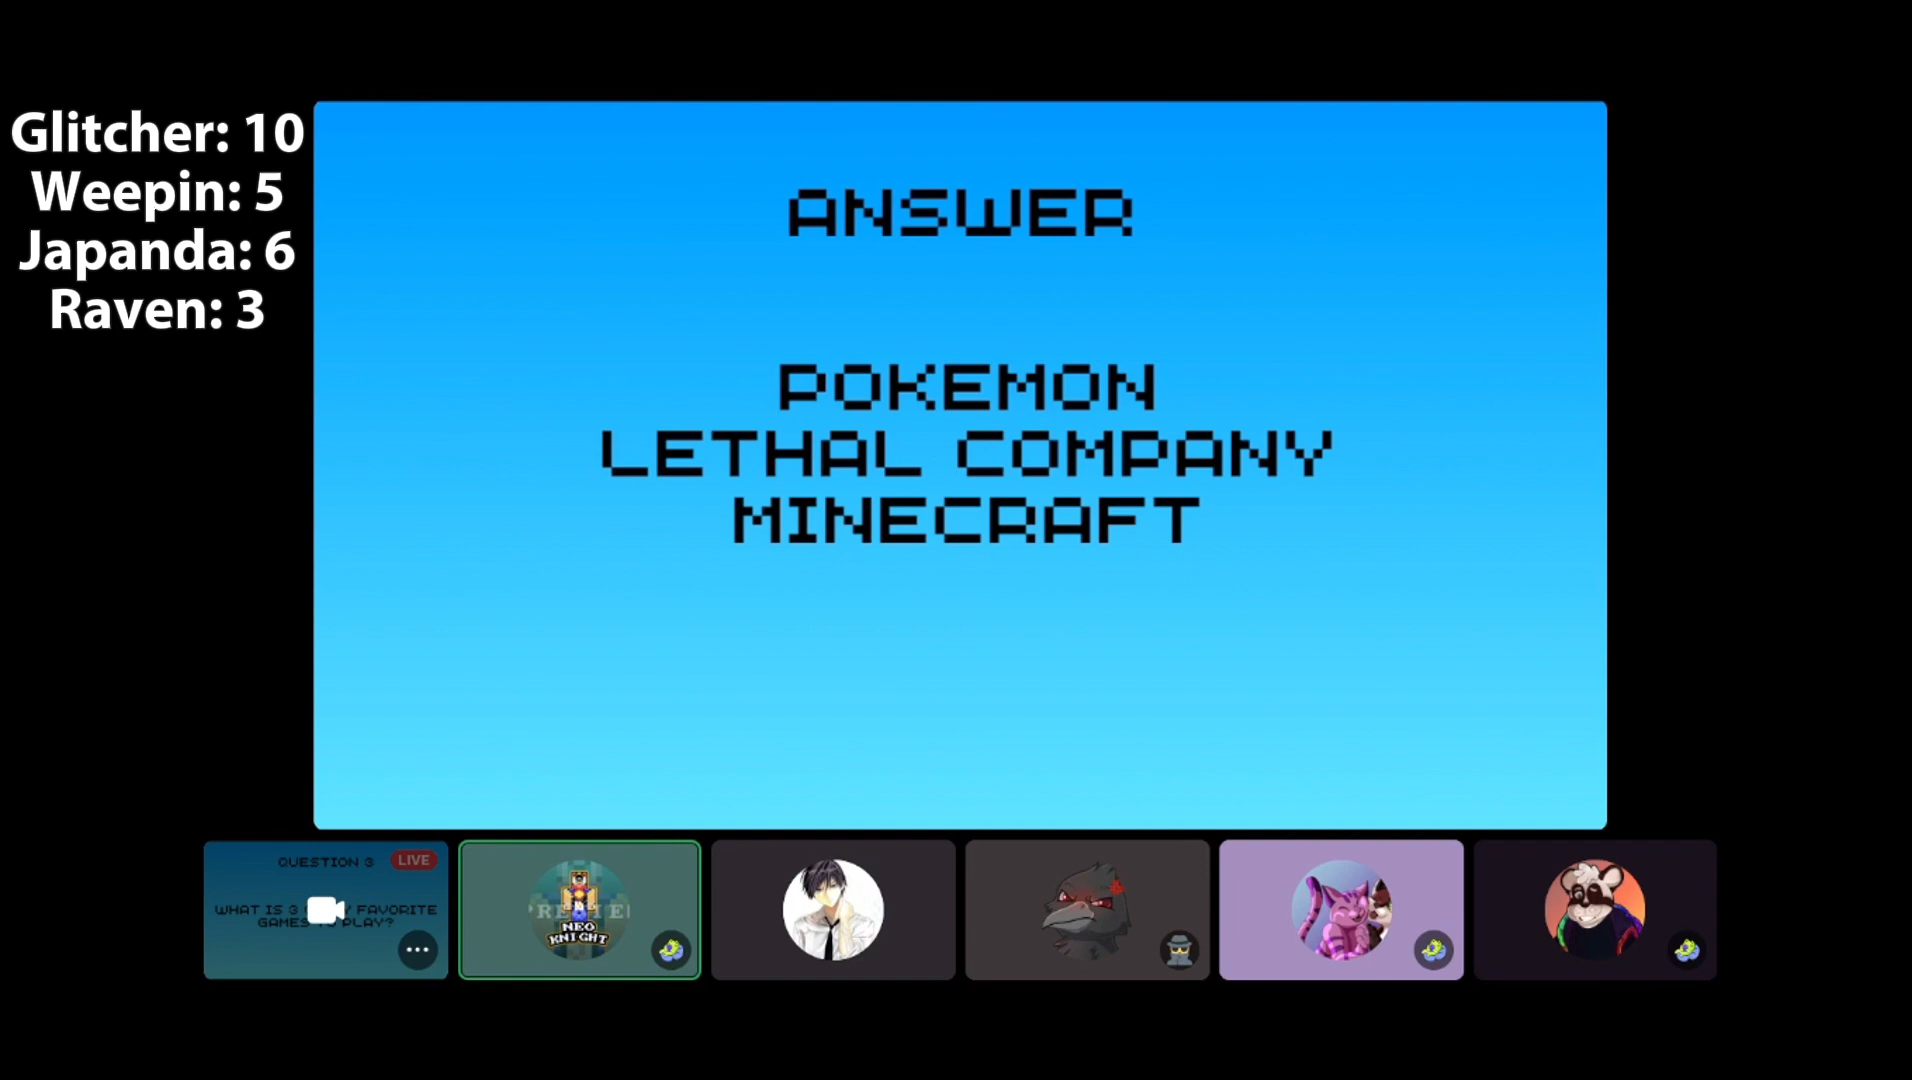 Glitcher: 10
Weepin: 5
Japanda: 6
Raven: 3
ANSWER
POKEMON
LETHAL COMPANY
MINECRAFT
QUESTION 3
LIVE
WHAT IS 3 FAVORITE
GAMES PLAY?
NEO
KNIGHT